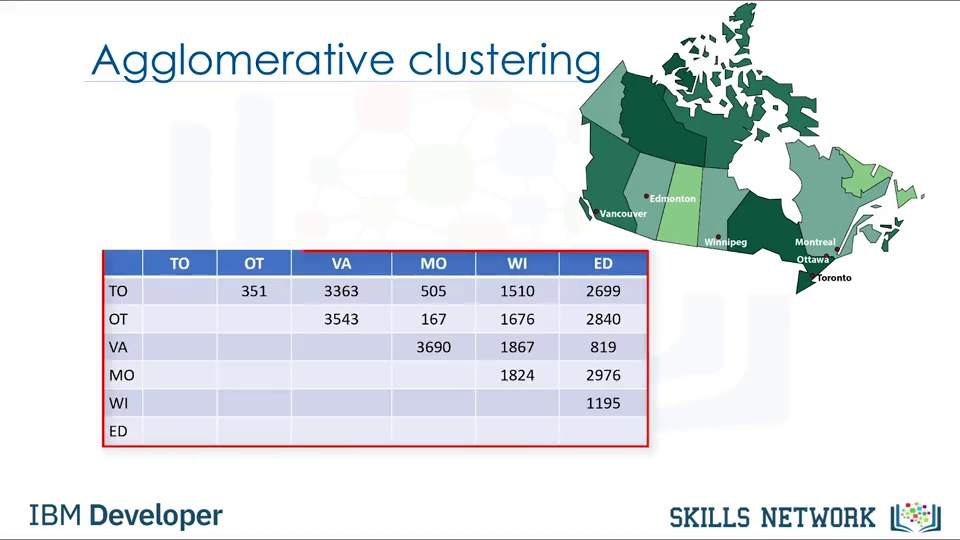 Agglomerative clustering
Edmonton
Vancouver
Winnipeg
Montreal
Ottawa
Toronto
TO OT VA MO WI ED
TO 351 3363 505 1510 2699
OT 3543 167 1676 2840
VA 3690 1867 819
MO 1824 2976
WI 1195
ED
IBM Developer
SKILLS NETWORK